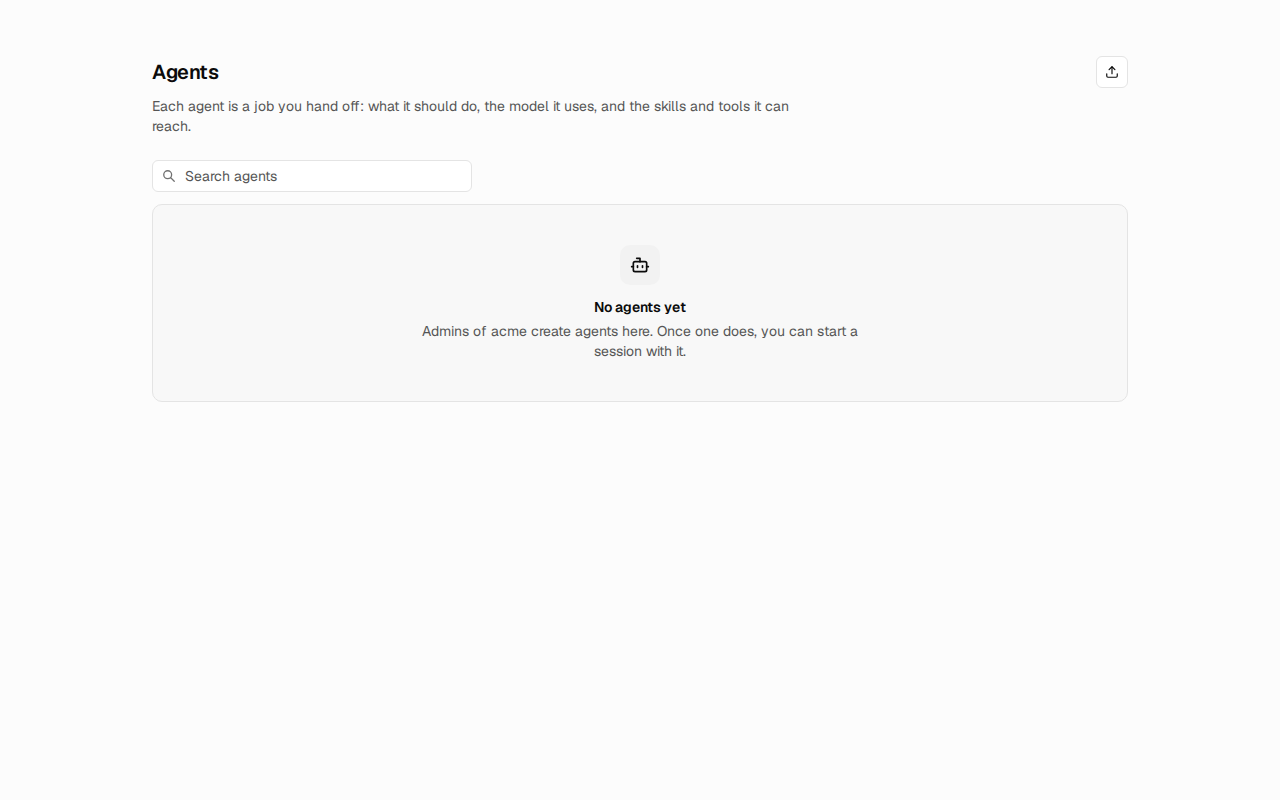 Agents
Each agent is a job you hand off: what it should do, the model it uses, and the skills and tools it can
reach.
Search agents
No agents yet
Admins of acme create agents here. Once one does, you can start a
session with it.